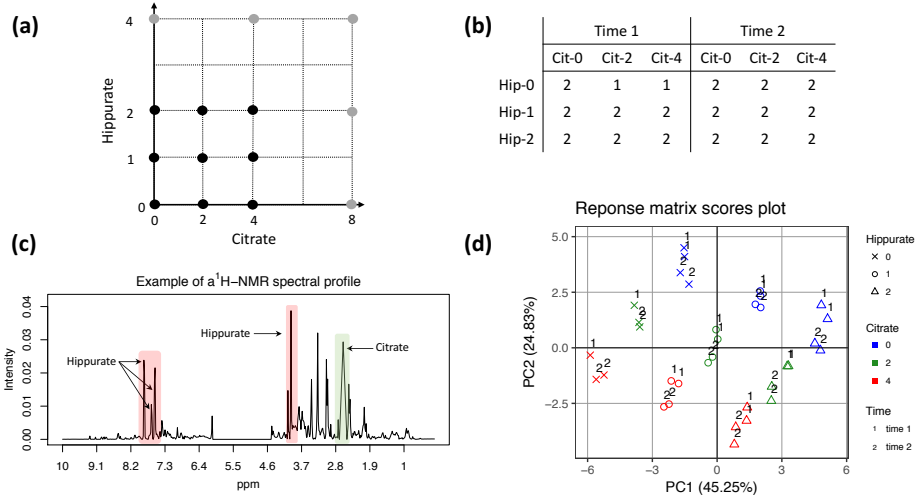 (a)
4
2
1
0
Hippurate
0 2 4 8
Citrate
(b)
Time 1 Time 2
Cit-0 Cit-2 Cit-4 Cit-0 Cit-2 Cit-4
Hip-0 2 1 1 2 2 2
Hip-1 2 2 2 2 2 2
Hip-2 2 2 2 2 2 2
(c)
Example of a ¹H−NMR spectral profile
Intensity
0.04
0.03
0.02
0.01
0.00
Hippurate
Hippurate
Citrate
10 9.1 8.2 7.3 6.4 5.5 4.6 3.7 2.8 1.9 1
ppm
(d)
Reponse matrix scores plot
PC2 (24.83%)
5.0
2.5
0.0
−2.5
−6 −3 0 3 6
PC1 (45.25%)
Hippurate
0
1
2
Citrate
0
2
4
Time
1 time 1
2 time 2